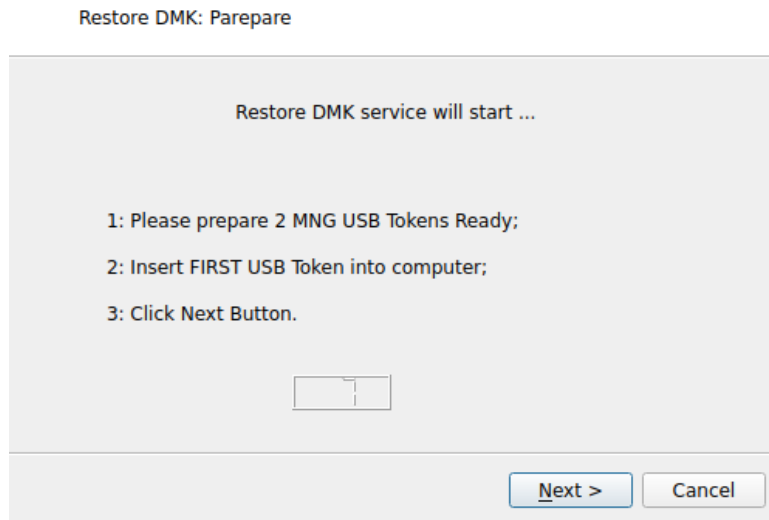 Restore DMK: Parepare
Restore DMK service will start ...
1: Please prepare 2 MNG USB Tokens Ready;
2: Insert FIRST USB Token into computer;
3: Click Next Button.
Next >
Cancel